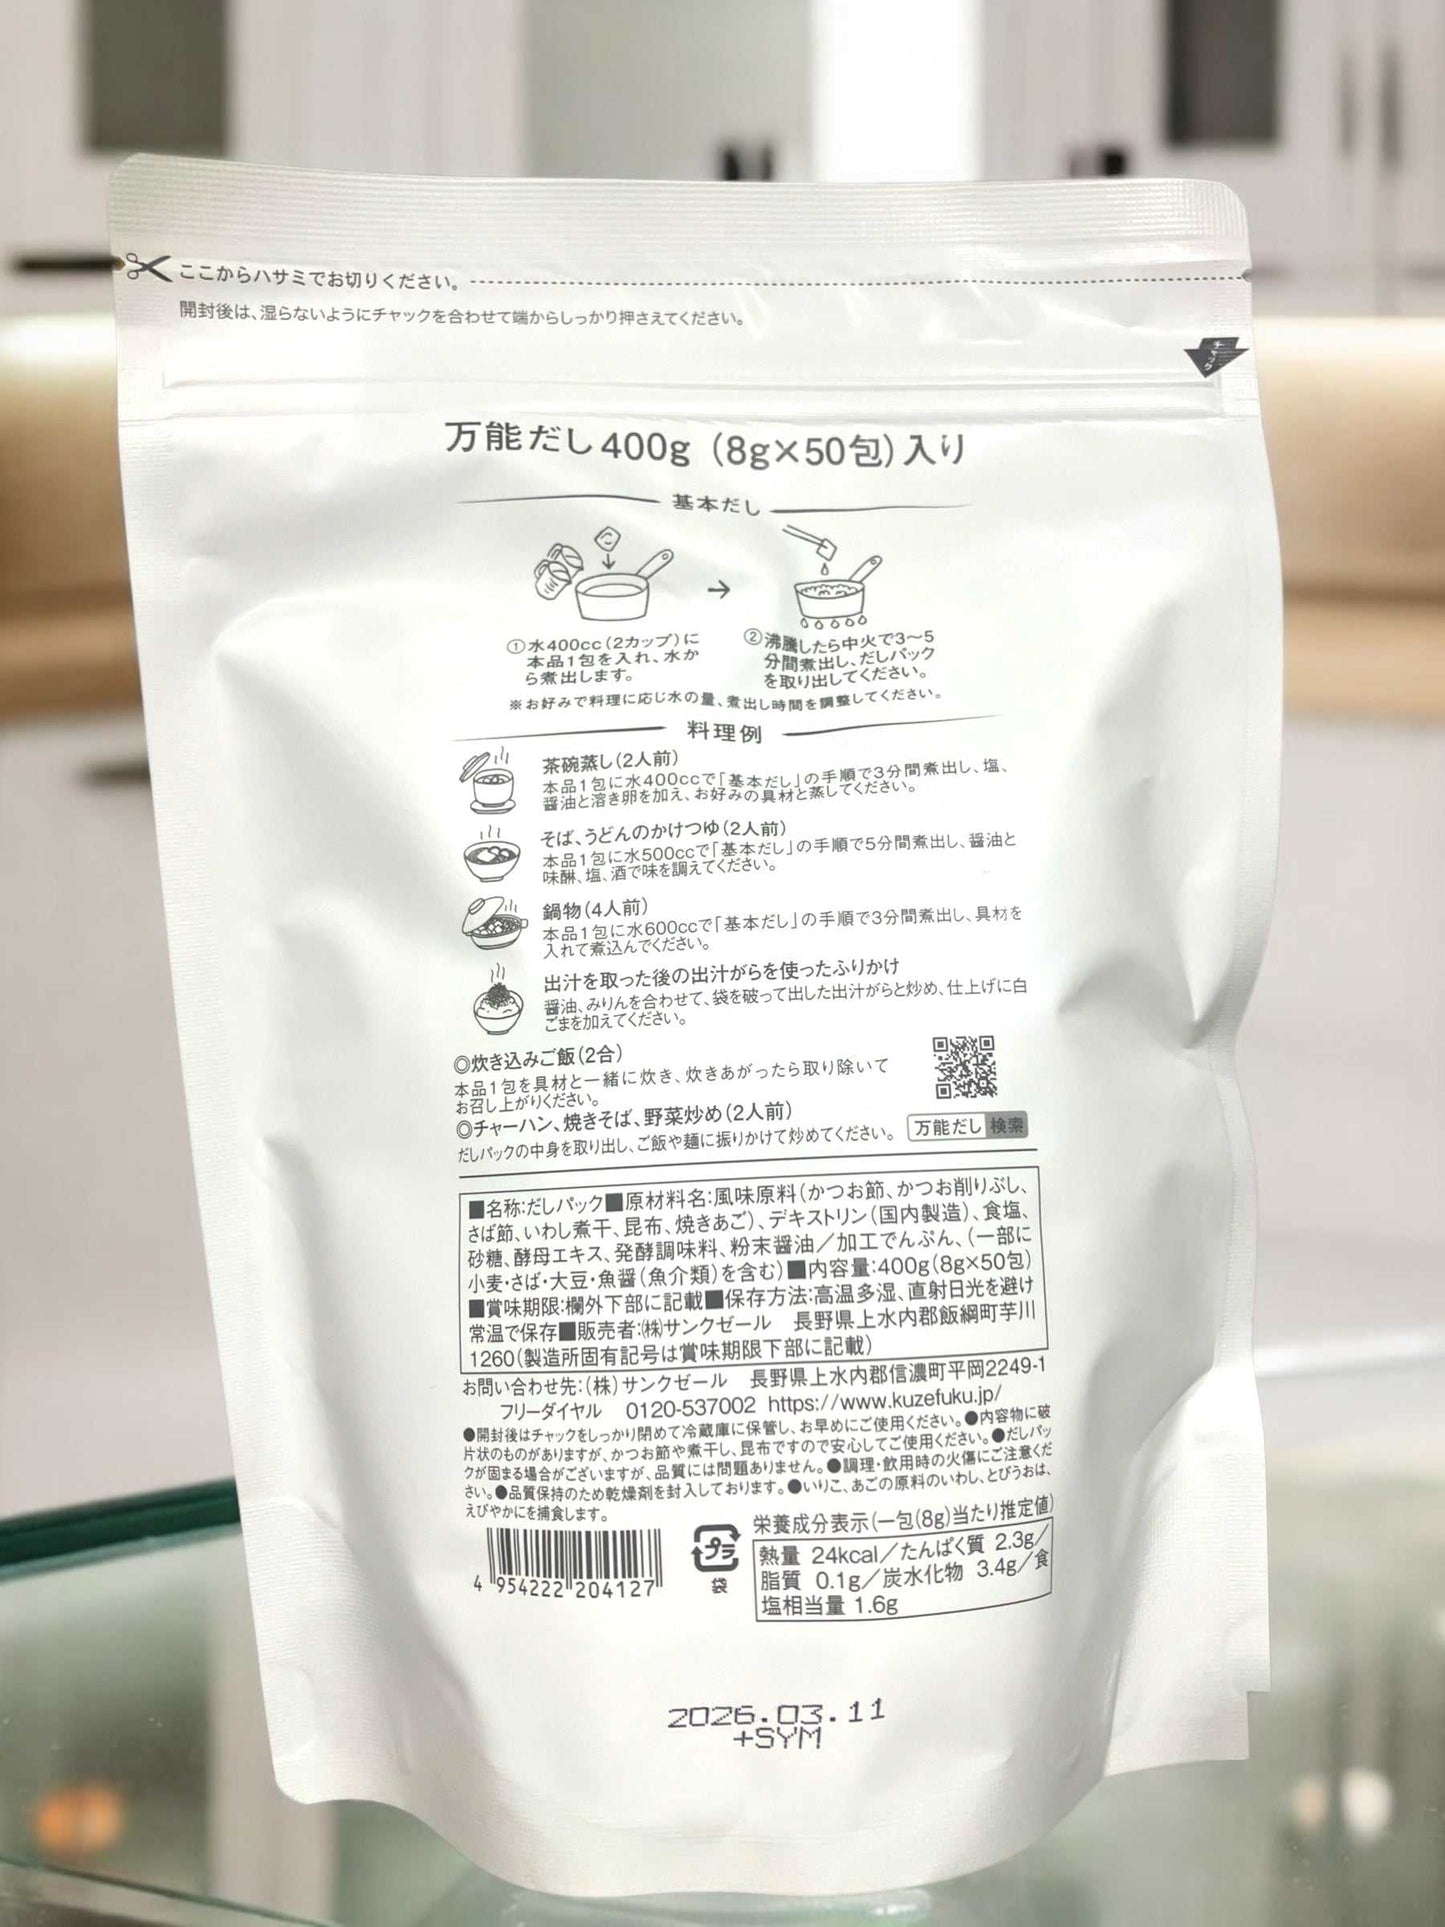 ここからハサミでお切りください。
開封後は、湿らないようにチャックを合わせて端からしっかり押さえてください。
チャック
万能だし400g（8g×50包）入り
基本だし
①水400cc（2カップ）に
本品1包を入れ、水か
ら煮出します。
②沸騰したら中火で3〜5
分間煮出し、だしパック
を取り出してください。
※お好みで料理に応じ水の量、煮出し時間を調整してください。
料理例
茶碗蒸し（2人前）
本品1包に水400ccで「基本だし」の手順で3分間煮出し、塩、
醤油と溶き卵を加え、お好みの具材と蒸してください。
そば、うどんのかけつゆ（2人前）
本品1包に水500ccで「基本だし」の手順で5分間煮出し、醤油と
味醂、塩、酒で味を調えてください。
鍋物（4人前）
本品1包に水600ccで「基本だし」の手順で3分間煮出し、具材を
入れて煮込んでください。
出汁を取った後の出汁がらを使ったふりかけ
醤油、みりんを合わせて、袋を破って出した出汁がらと炒め、仕上げに白
ごまを加えてください。
◎炊き込みご飯（2合）
本品1包を具材と一緒に炊き、炊きあがったら取り除いて
お召し上がりください。
◎チャーハン、焼きそば、野菜炒め（2人前）
だしパックの中身を取り出し、ご飯や麺に振りかけて炒めてください。
万能だし 検索
■名称:だしパック■原材料名:風味原料（かつお節、かつお削りぶし、
さば節、いわし煮干、昆布、焼きあご）、デキストリン（国内製造）、食塩、
砂糖、酵母エキス、発酵調味料、粉末醤油／加工でんぷん、（一部に
小麦・さば・大豆・魚醤（魚介類）を含む）■内容量:400g（8g×50包）
■賞味期限:欄外下部に記載■保存方法:高温多湿、直射日光を避け
常温で保存■販売者:㈱サンクゼール　長野県上水内郡飯綱町芋川
1260（製造所固有記号は賞味期限下部に記載）
お問い合わせ先：（株）サンクゼール　長野県上水内郡信濃町平岡2249-1
フリーダイヤル　0120-537002 https://www.kuzefuku.jp/
●開封後はチャックをしっかり閉めて冷蔵庫に保管し、お早めにご使用ください。●内容物に破
片状のものがありますが、かつお節や煮干し、昆布ですので安心してご使用ください。●だしパッ
クが固まる場合がございますが、品質には問題ありません。●調理・飲用時の火傷にご注意くだ
さい。●品質保持のため乾燥剤を封入しております。●いりこ、あごの原料のいわし、とびうおは、
えびやかにを捕食します。
4 954222 204127
プラ
袋
栄養成分表示（一包（8g）当たり推定値）
熱量 24kcal／たんぱく質 2.3g／
脂質 0.1g／炭水化物 3.4g／食
塩相当量 1.6g
2026.03.11
+SYM